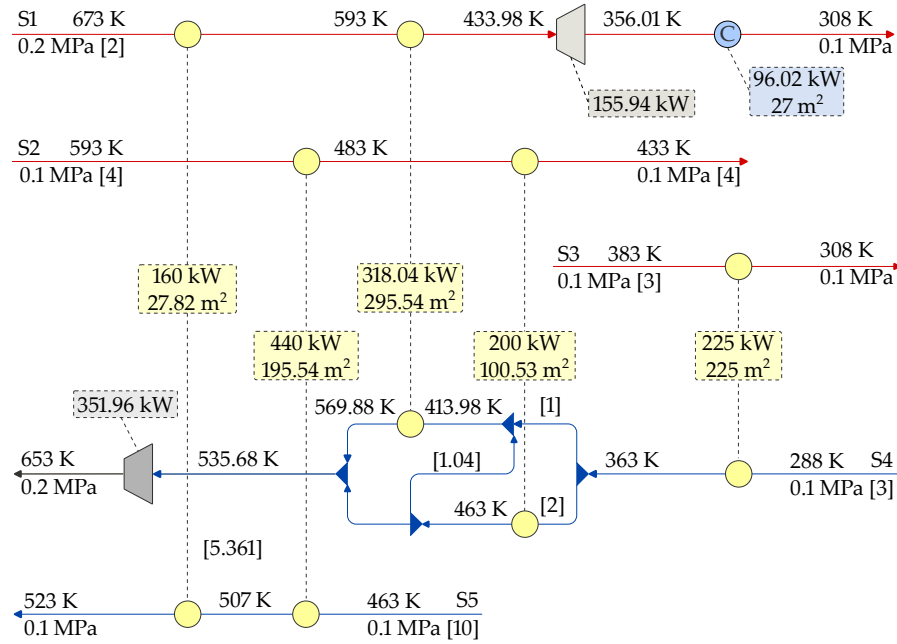 S1 673 K 593 K 433.98 K 356.01 K 308 K
0.2 MPa [2] 0.1 MPa
C
96.02 kW
27 m²
155.94 kW
S2 593 K 483 K 433 K
0.1 MPa [4] 0.1 MPa [4]
S3 383 K 308 K
0.1 MPa [3] 0.1 MPa
160 kW
27.82 m²
318.04 kW
295.54 m²
440 kW
195.54 m²
200 kW
100.53 m²
225 kW
225 m²
351.96 kW
569.88 K 413.98 K [1]
653 K 535.68 K [1.04] 363 K 288 K S4
0.2 MPa 0.1 MPa [3]
463 K [2]
[5.361]
523 K 507 K 463 K S5
0.1 MPa 0.1 MPa [10]